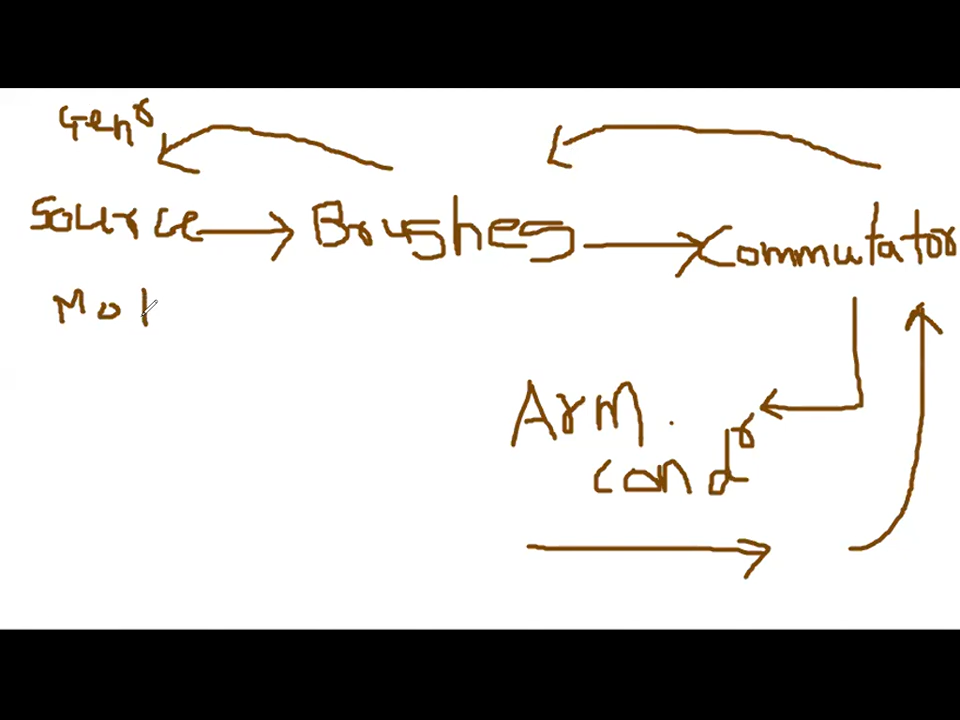 Genr
Source → Brushes → Commutator
Mot
Arm.
condr